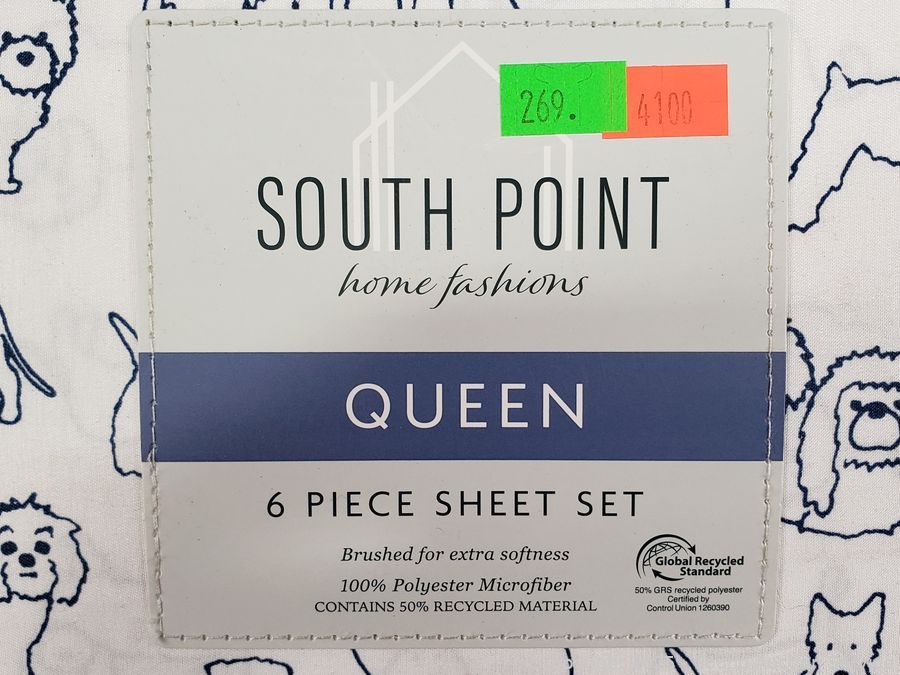 269.
4100
SOUTH POINT
home fashions
QUEEN
6 PIECE SHEET SET
Brushed for extra softness
100% Polyester Microfiber
CONTAINS 50% RECYCLED MATERIAL
Global Recycled
Standard
50% GRS recycled polyester
Certified by
Control Union 1260390